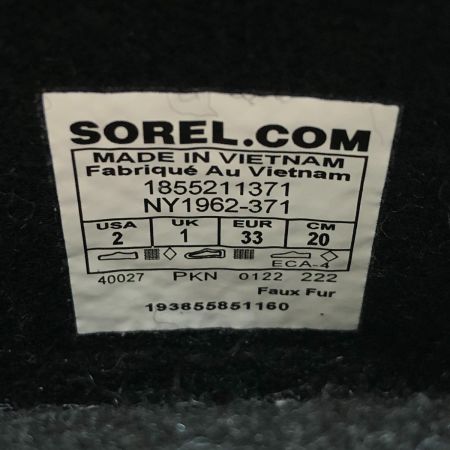 SOREL.COM
MADE IN VIETNAM
Fabriqué Au Vietnam
1855211371
NY1962-371
USA UK EUR CM
2 1 33 20
ECA-4
40027 PKN 0122 222
Faux Fur
193855851160